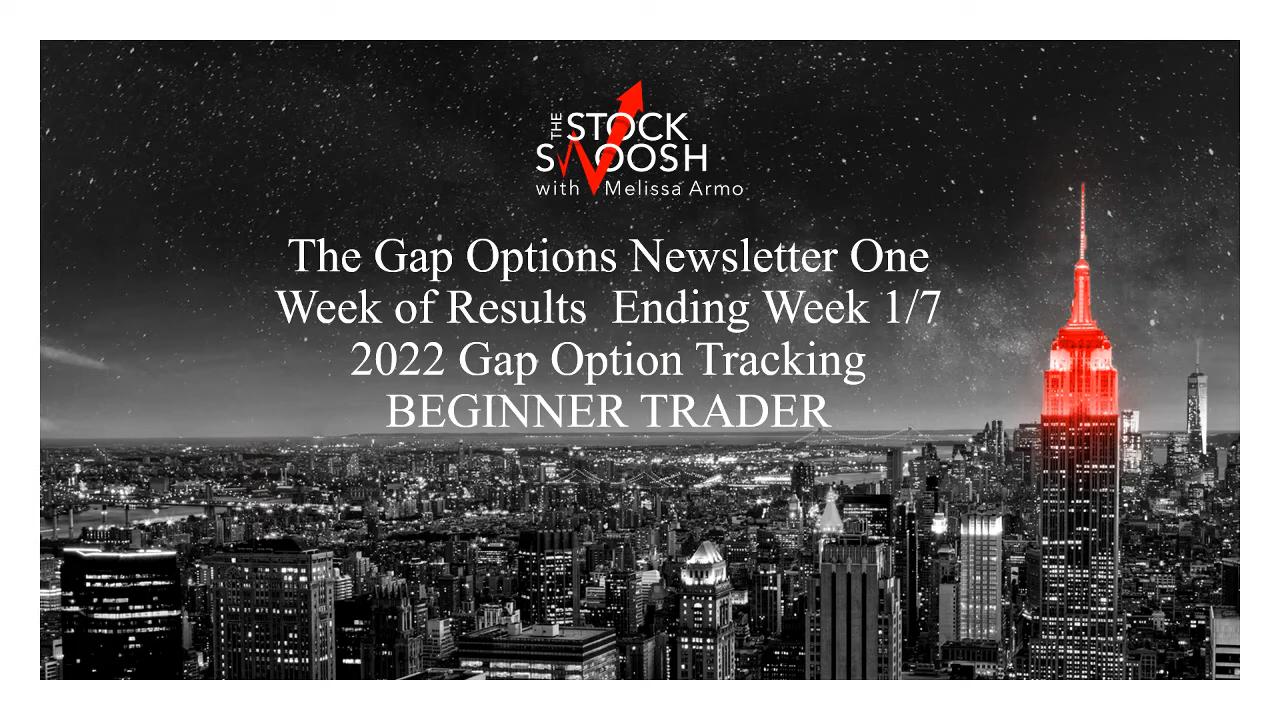 THE STOCK
SWOOSH
with Melissa Armo
The Gap Options Newsletter One
Week of Results  Ending Week 1/7
2022 Gap Option Tracking
BEGINNER TRADER